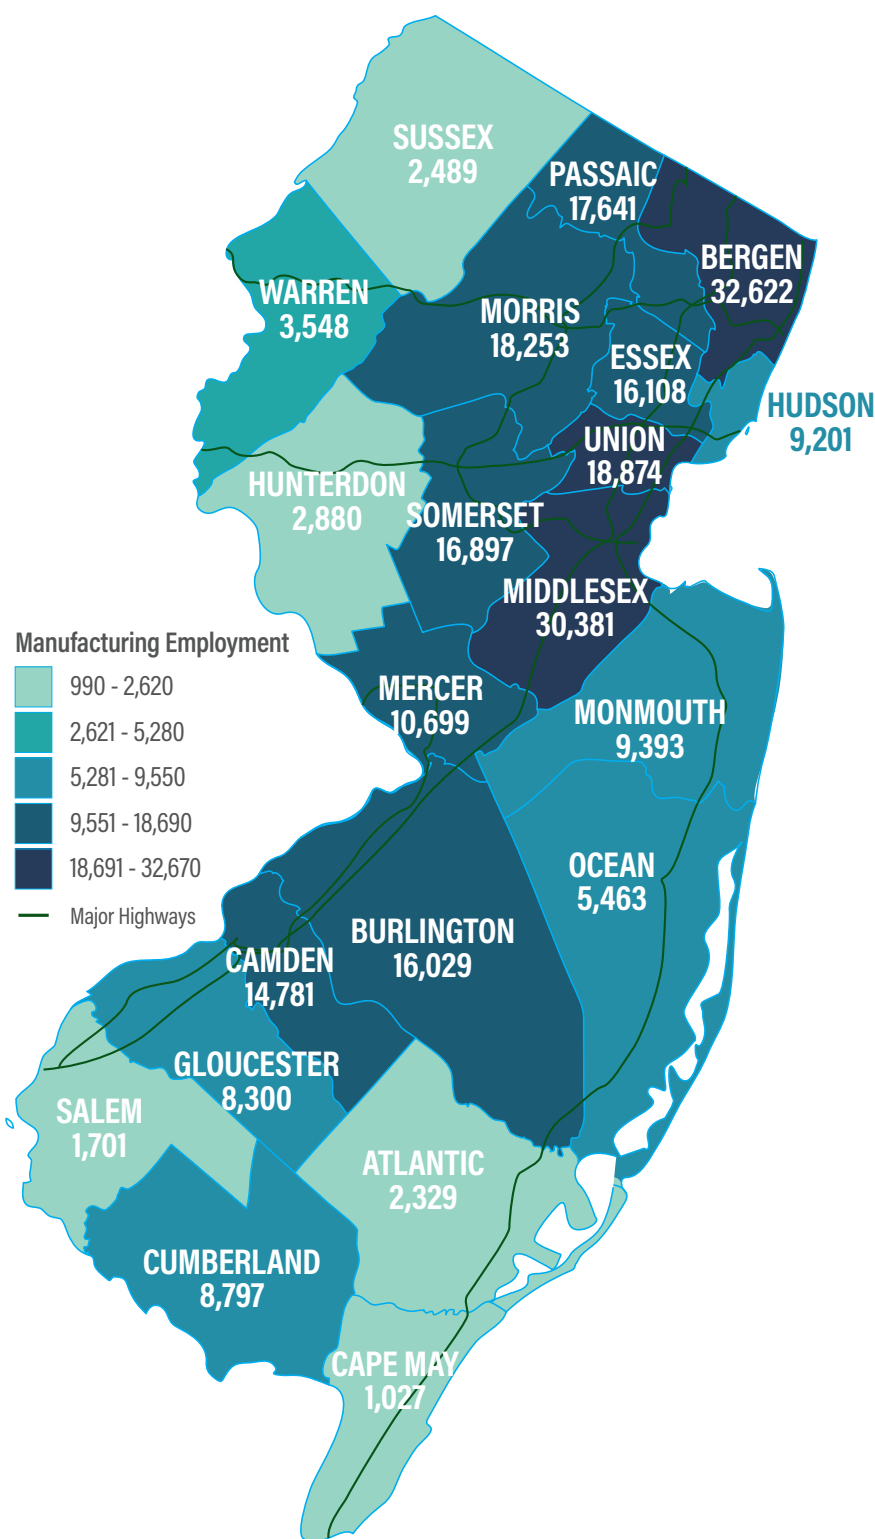 SUSSEX
2,489
PASSAIC
17,641
BERGEN
32,622
WARREN
3,548
MORRIS
18,253
ESSEX
16,108
HUDSON
9,201
UNION
18,874
HUNTERDON
2,880
SOMERSET
16,897
MIDDLESEX
30,381
Manufacturing Employment
990 - 2,620
2,621 - 5,280
5,281 - 9,550
9,551 - 18,690
18,691 - 32,670
Major Highways
MERCER
10,699
MONMOUTH
9,393
OCEAN
5,463
BURLINGTON
16,029
CAMDEN
14,781
GLOUCESTER
8,300
SALEM
1,701
ATLANTIC
2,329
CUMBERLAND
8,797
CAPE MAY
1,027